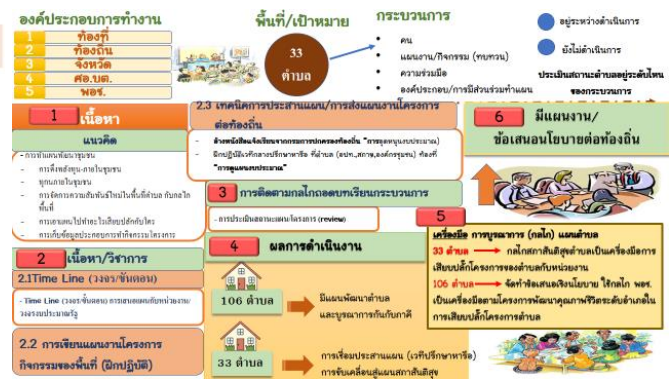 องค์ประกอบการทำงาน
1 ท้องที่
2 ท้องถิ่น
3 จังหวัด
4 ศอ.บต.
5 พอช.
พื้นที่/เป้าหมาย
33
ตำบล
กระบวนการ
• คน
• แผนงาน/กิจกรรม (ทบทวน)
• ความร่วมมือ
• องค์ประกอบ/การมีส่วนร่วมทำแผน
อยู่ระหว่างดำเนินการ
ยังไม่ดำเนินการ
ประเมินสถานะตำบลอยู่ระดับไหน
ของกระบวนการ
1 เนื้อหา
แนวคิด
- การทำแผนพัฒนาชุมชน
- การพึ่งพลังทุน-ภายในชุมชน
- ทุนภายในชุมชน
- การจัดการความสัมพันธ์ใหม่ในพื้นที่ตำบล กับกลไก
พื้นที่
- การเอาแผนไปทำอะไรเสียบปลั๊กกับใคร
- การเก็บข้อมูลประกอบการทำกิจกรรมโครงการ
2 เนื้อหา/วิชาการ
2.1Time Line (วงจร/ขั้นตอน)
- Time Line (วงจร/ขั้นตอน) การเสนอแผนกับหน่วยงาน/
วงจรงบประมาณรัฐ
2.2 การเขียนแผนงานโครงการ
กิจกรรมของพื้นที่ (ฝึกปฏิบัติ)
2.3 เทคนิคการประสานแผน/การส่งแผนงานโครงการ
ต่อท้องถิ่น
- อ้างหนังสือแจ้งเวียนจากกรมการปกครองท้องถิ่น "การอุดหนุนงบประมาณ)
- ฝึกปฏิบัติเวทีกลางปรึกษาหารือ ที่ตำบล (อปท.,สภาฯ,องค์กรชุมชน) ท้องที่
"การดูแผนงบประมาณ"
3 การติดตามกลไกถอดบทเรียนกระบวนการ
- การประเมินสถานะแผน/โครงการ (review)
4 ผลการดำเนินงาน
106 ตำบล
มีแผนพัฒนาตำบล
และบูรณาการกันกับภาคี
33 ตำบล
การเชื่อมประสานแผน (เวทีปรึกษาหารือ)
การขับเคลื่อนสู่แผนสภาสันติสุข
6 มีแผนงาน/
ข้อเสนอนโยบายต่อท้องถิ่น
5
เครื่องมือ การบูรณาการ (กลไก) แผนตำบล
33 ตำบล กลไกสภาสันติสุขตำบลเป็นเครื่องมือการ
เสียบปลั๊กโครงการของตำบลกับหน่วยงาน
106 ตำบล จัดทำข้อเสนอเชิงนโยบาย ใช้กลไก พอช.
เป็นเครื่องมือตามโครงการพัฒนาคุณภาพชีวิตระดับอำเภอใน
การเสียบปลั๊กโครงการตำบล